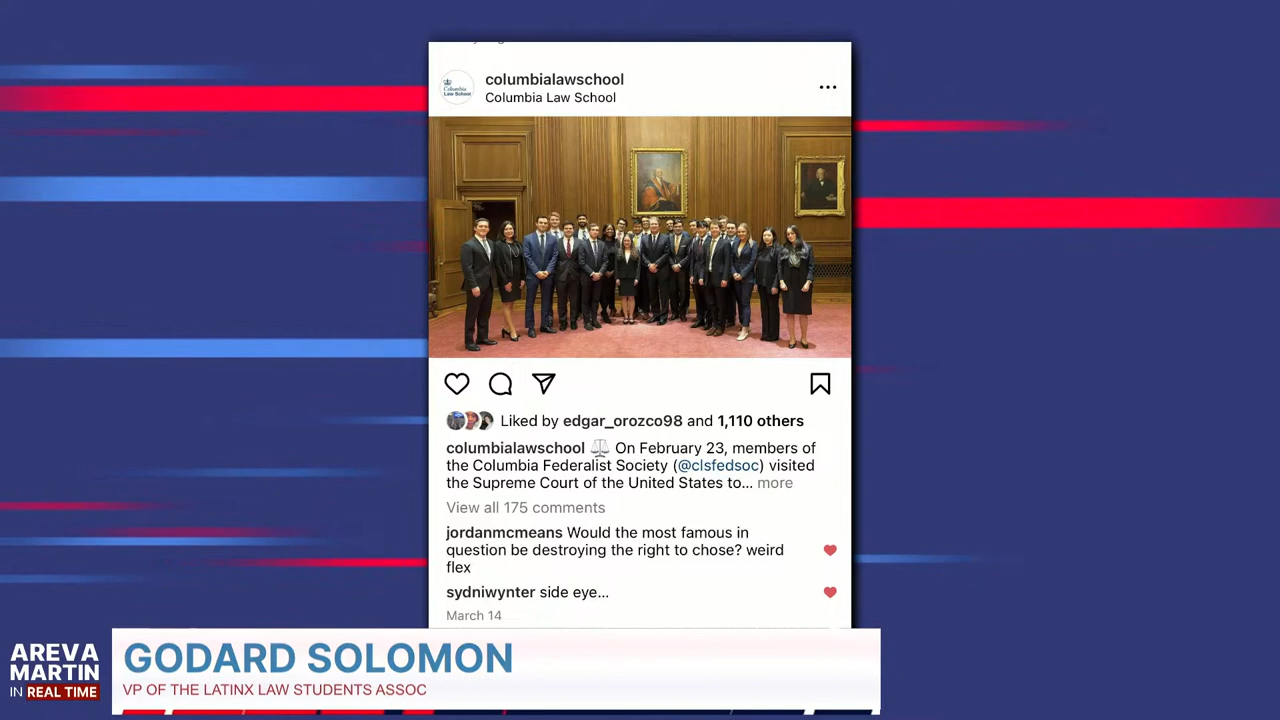 columbialawschool
Columbia Law School
Columbia
Law School
Liked by edgar_orozco98 and 1,110 others
columbialawschool ⚖️ On February 23, members of
the Columbia Federalist Society (@clsfedsoc) visited
the Supreme Court of the United States to... more
View all 175 comments
jordanmcmeans Would the most famous in
question be destroying the right to chose? weird
flex
sydniwynter side eye...
March 14
AREVA
MARTIN
IN REAL TIME
GODARD SOLOMON
VP OF THE LATINX LAW STUDENTS ASSOC